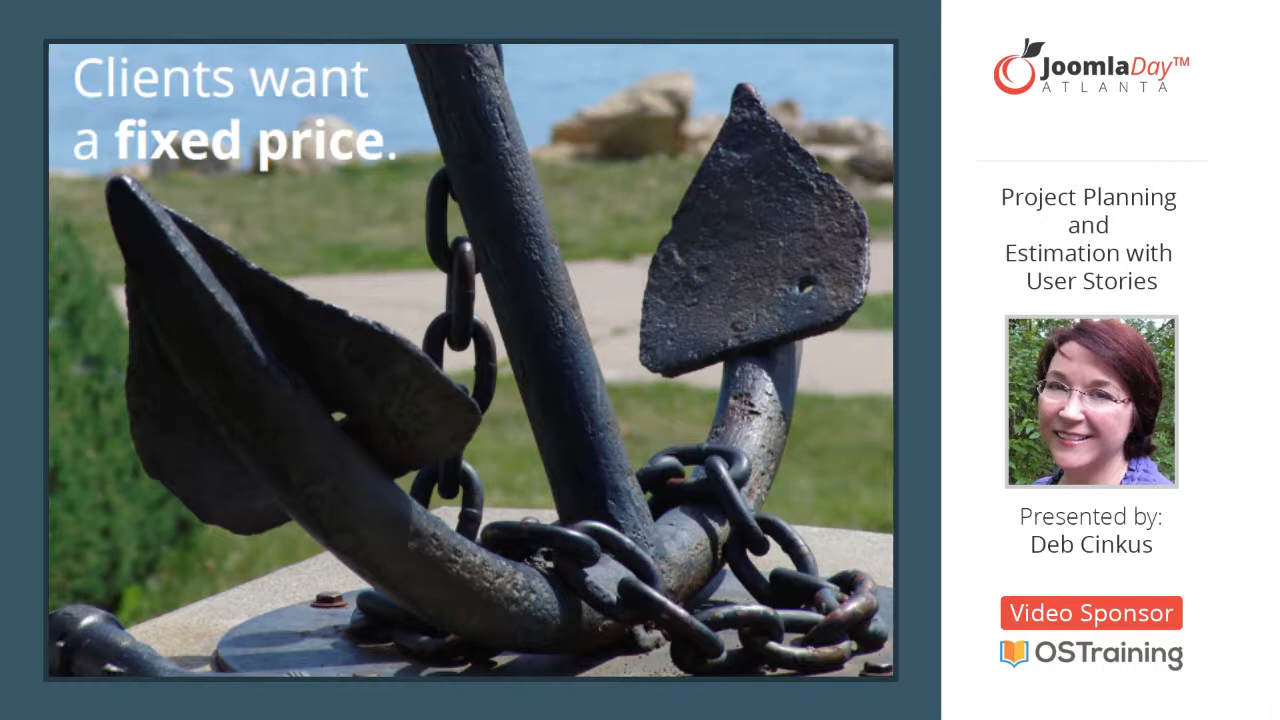 Clients want
a fixed price.
JoomlaDay™
ATLANTA
Project Planning
and
Estimation with
User Stories
Presented by:
Deb Cinkus
Video Sponsor
OSTraining